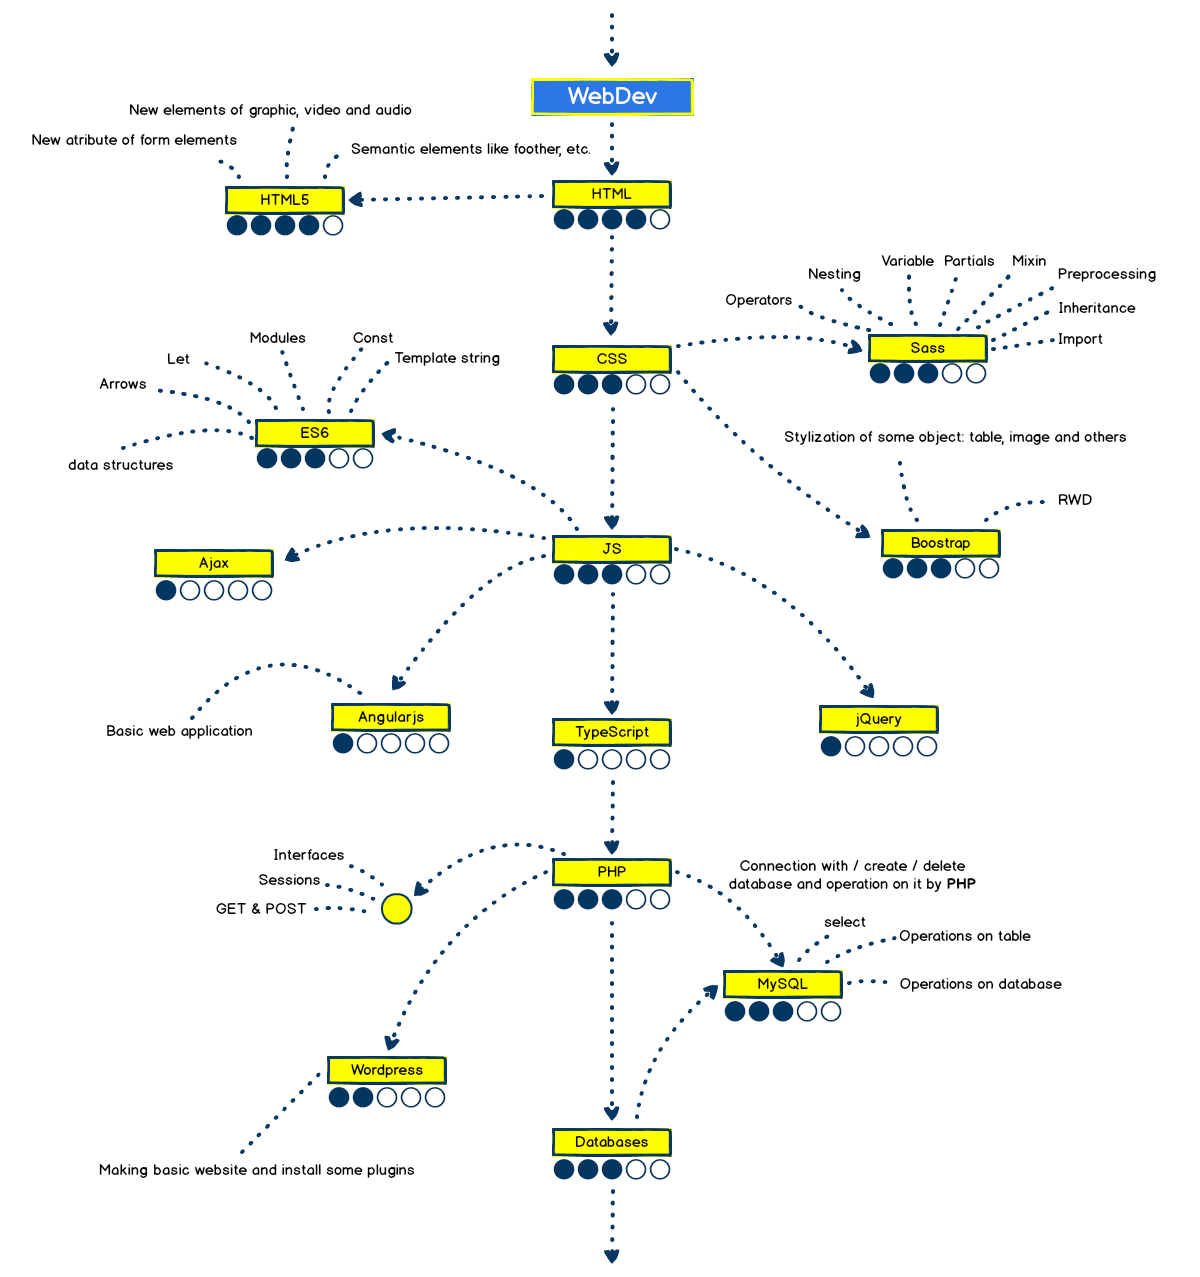 WebDev
New elements of graphic, video and audio
New atribute of form elements
Semantic elements like foother, etc.
HTML5
HTML
Variable
Partials
Mixin
Nesting
Preprocessing
Operators
Inheritance
Import
Sass
CSS
Modules
Const
Let
Template string
Arrows
ES6
data structures
Stylization of some object: table, image and others
RWD
Boostrap
JS
Ajax
Angularjs
Basic web application
TypeScript
jQuery
Interfaces
Sessions
GET & POST
PHP
Connection with / create / delete
database and operation on it by PHP
select
Operations on table
MySQL
Operations on database
Wordpress
Making basic website and install some plugins
Databases